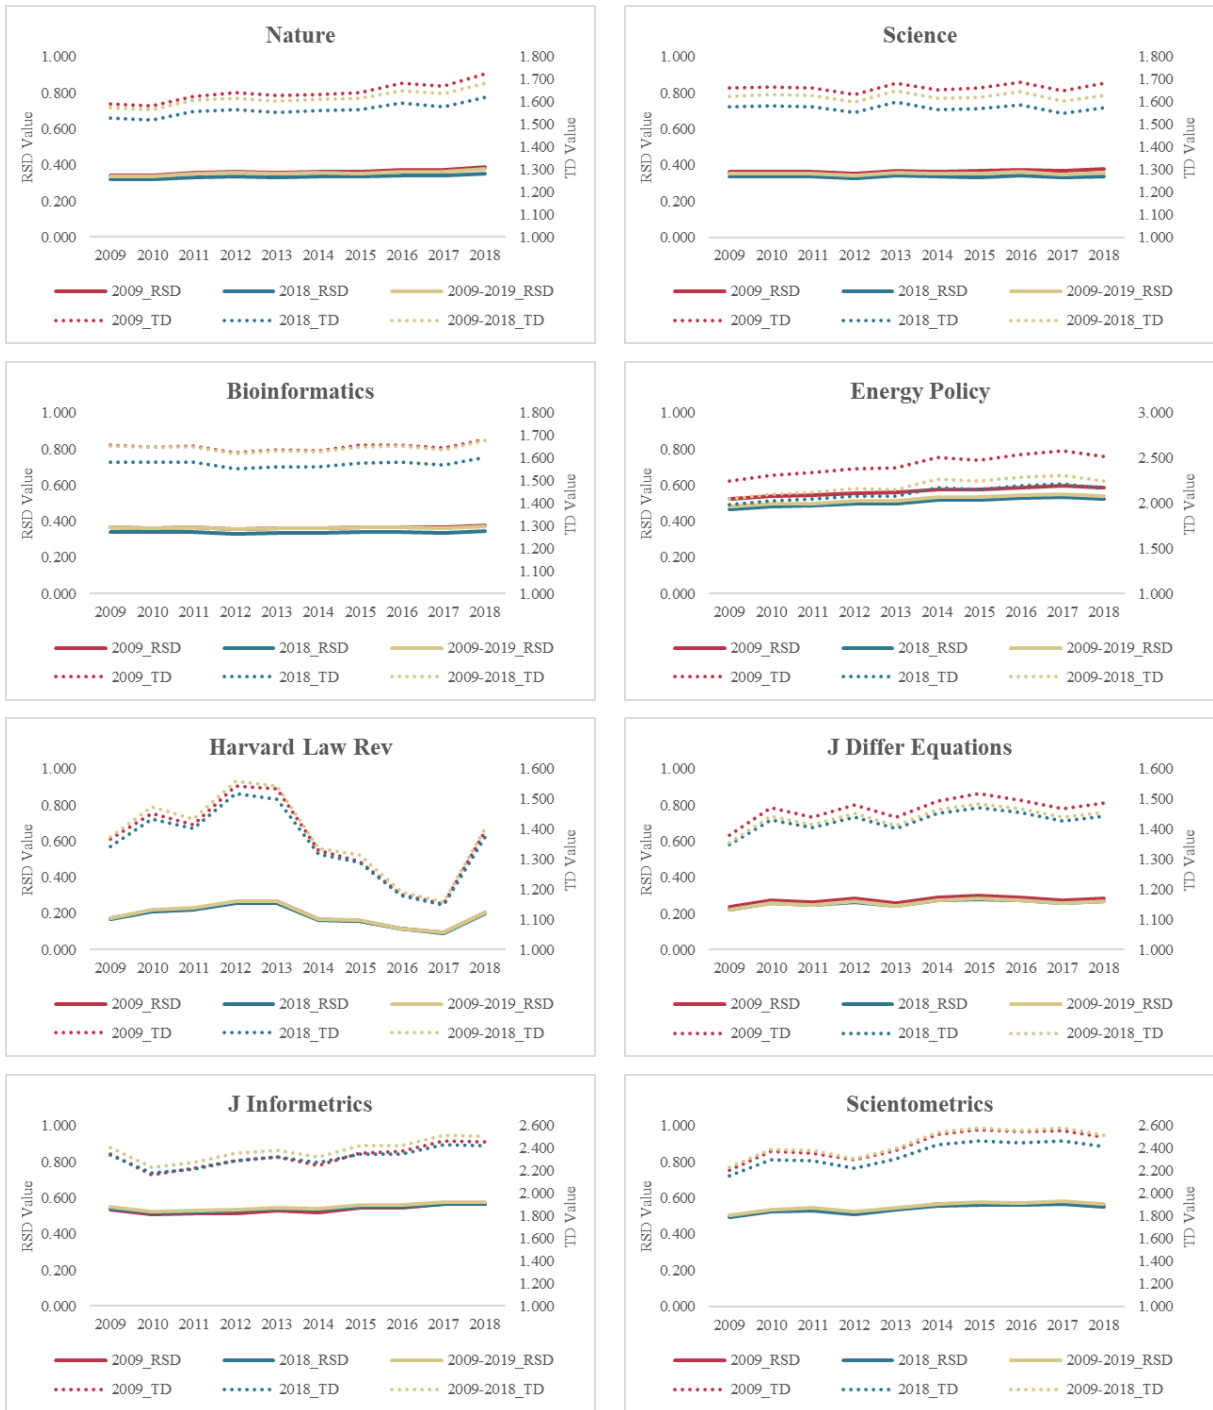 Nature
1.000 1.800
0.800 1.700
0.600 1.600
0.400 1.500
0.200 1.400
0.000 1.300
1.200
1.100
1.000
RSD Value
TD Value
2009 2010 2011 2012 2013 2014 2015 2016 2017 2018
2009_RSD 2018_RSD 2009-2019_RSD
2009_TD 2018_TD 2009-2018_TD
Science
1.000 1.800
0.800 1.700
0.600 1.600
0.400 1.500
0.200 1.400
0.000 1.300
1.200
1.100
1.000
RSD Value
TD Value
2009 2010 2011 2012 2013 2014 2015 2016 2017 2018
2009_RSD 2018_RSD 2009-2019_RSD
2009_TD 2018_TD 2009-2018_TD
Bioinformatics
1.000 1.800
0.800 1.700
0.600 1.600
0.400 1.500
0.200 1.400
0.000 1.300
1.200
1.100
1.000
RSD Value
TD Value
2009 2010 2011 2012 2013 2014 2015 2016 2017 2018
2009_RSD 2018_RSD 2009-2019_RSD
2009_TD 2018_TD 2009-2018_TD
Energy Policy
1.000 3.000
0.800 2.500
0.600 2.000
0.400 1.500
0.200 1.000
0.000
RSD Value
TD Value
2009 2010 2011 2012 2013 2014 2015 2016 2017 2018
2009_RSD 2018_RSD 2009-2019_RSD
2009_TD 2018_TD 2009-2018_TD
Harvard Law Rev
1.000 1.600
0.800 1.500
0.600 1.400
0.400 1.300
0.200 1.200
0.000 1.100
1.000
RSD Value
TD Value
2009 2010 2011 2012 2013 2014 2015 2016 2017 2018
2009_RSD 2018_RSD 2009-2019_RSD
2009_TD 2018_TD 2009-2018_TD
J Differ Equations
1.000 1.600
0.800 1.500
0.600 1.400
0.400 1.300
0.200 1.200
0.000 1.100
1.000
RSD Value
TD Value
2009 2010 2011 2012 2013 2014 2015 2016 2017 2018
2009_RSD 2018_RSD 2009-2019_RSD
2009_TD 2018_TD 2009-2018_TD
J Informetrics
1.000 2.600
0.800 2.400
0.600 2.200
0.400 2.000
0.200 1.800
0.000 1.600
1.400
1.200
1.000
RSD Value
TD Value
2009 2010 2011 2012 2013 2014 2015 2016 2017 2018
2009_RSD 2018_RSD 2009-2019_RSD
2009_TD 2018_TD 2009-2018_TD
Scientometrics
1.000 2.600
0.800 2.400
0.600 2.200
0.400 2.000
0.200 1.800
0.000 1.600
1.400
1.200
1.000
RSD Value
TD Value
2009 2010 2011 2012 2013 2014 2015 2016 2017 2018
2009_RSD 2018_RSD 2009-2019_RSD
2009_TD 2018_TD 2009-2018_TD